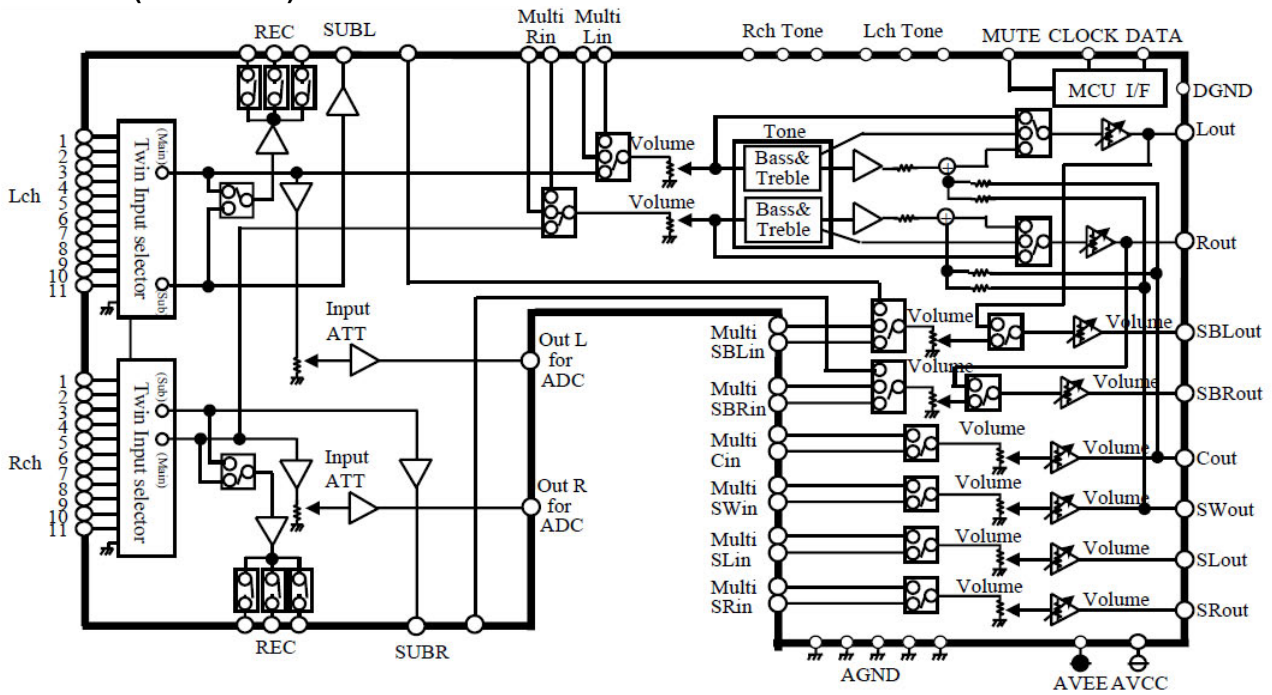 REC
SUBL
Multi Rin
Multi Lin
Rch Tone
Lch Tone
MUTE CLOCK DATA
MCU I/F
DGND
Lch
1
2
3
4
5
6
7
8
9
10
11
(Main)
Twin Input selector
(Sub)
Volume
Volume
Tone
Bass& Treble
Bass& Treble
Lout
Rout
Input ATT
Out L for ADC
Rch
1
2
3
4
5
6
7
8
9
10
11
(Sub)
Twin Input selector
(Main)
Input ATT
Out R for ADC
REC
SUBR
Multi SBLin
Volume
Volume
SBLout
Multi SBRin
Volume
Volume
SBRout
Multi Cin
Volume
Cout
Multi SWin
Volume
SWout
Multi SLin
Volume
Volume
SLout
Multi SRin
Volume
Volume
SRout
AGND
AVEE AVCC